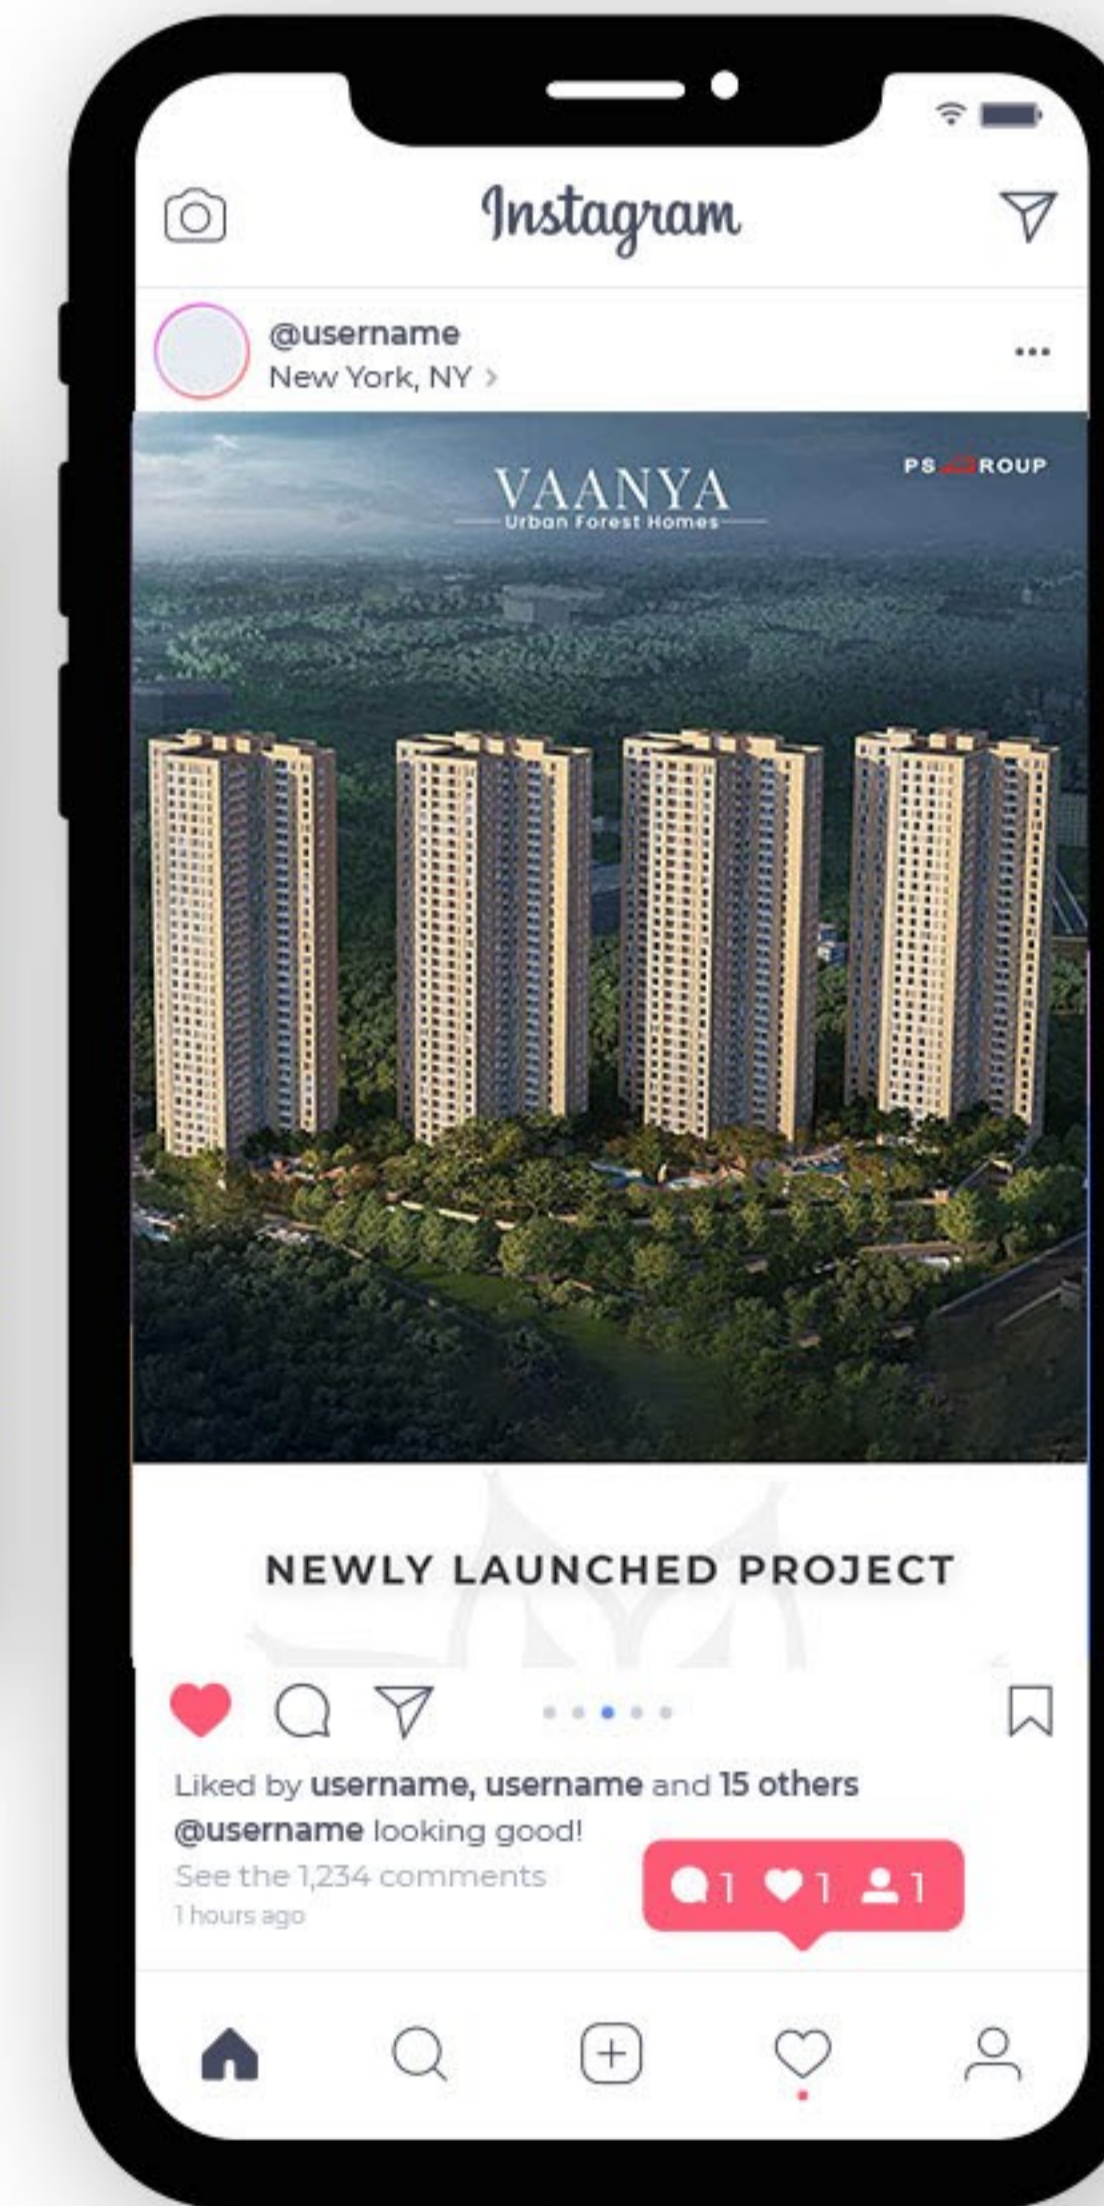 Instagram
@username
New York, NY >
VAANYA
Urban Forest Homes
PS GROUP
NEWLY LAUNCHED PROJECT
Liked by username, username and 15 others
@username looking good!
See the 1,234 comments
1 hours ago
1 1 1